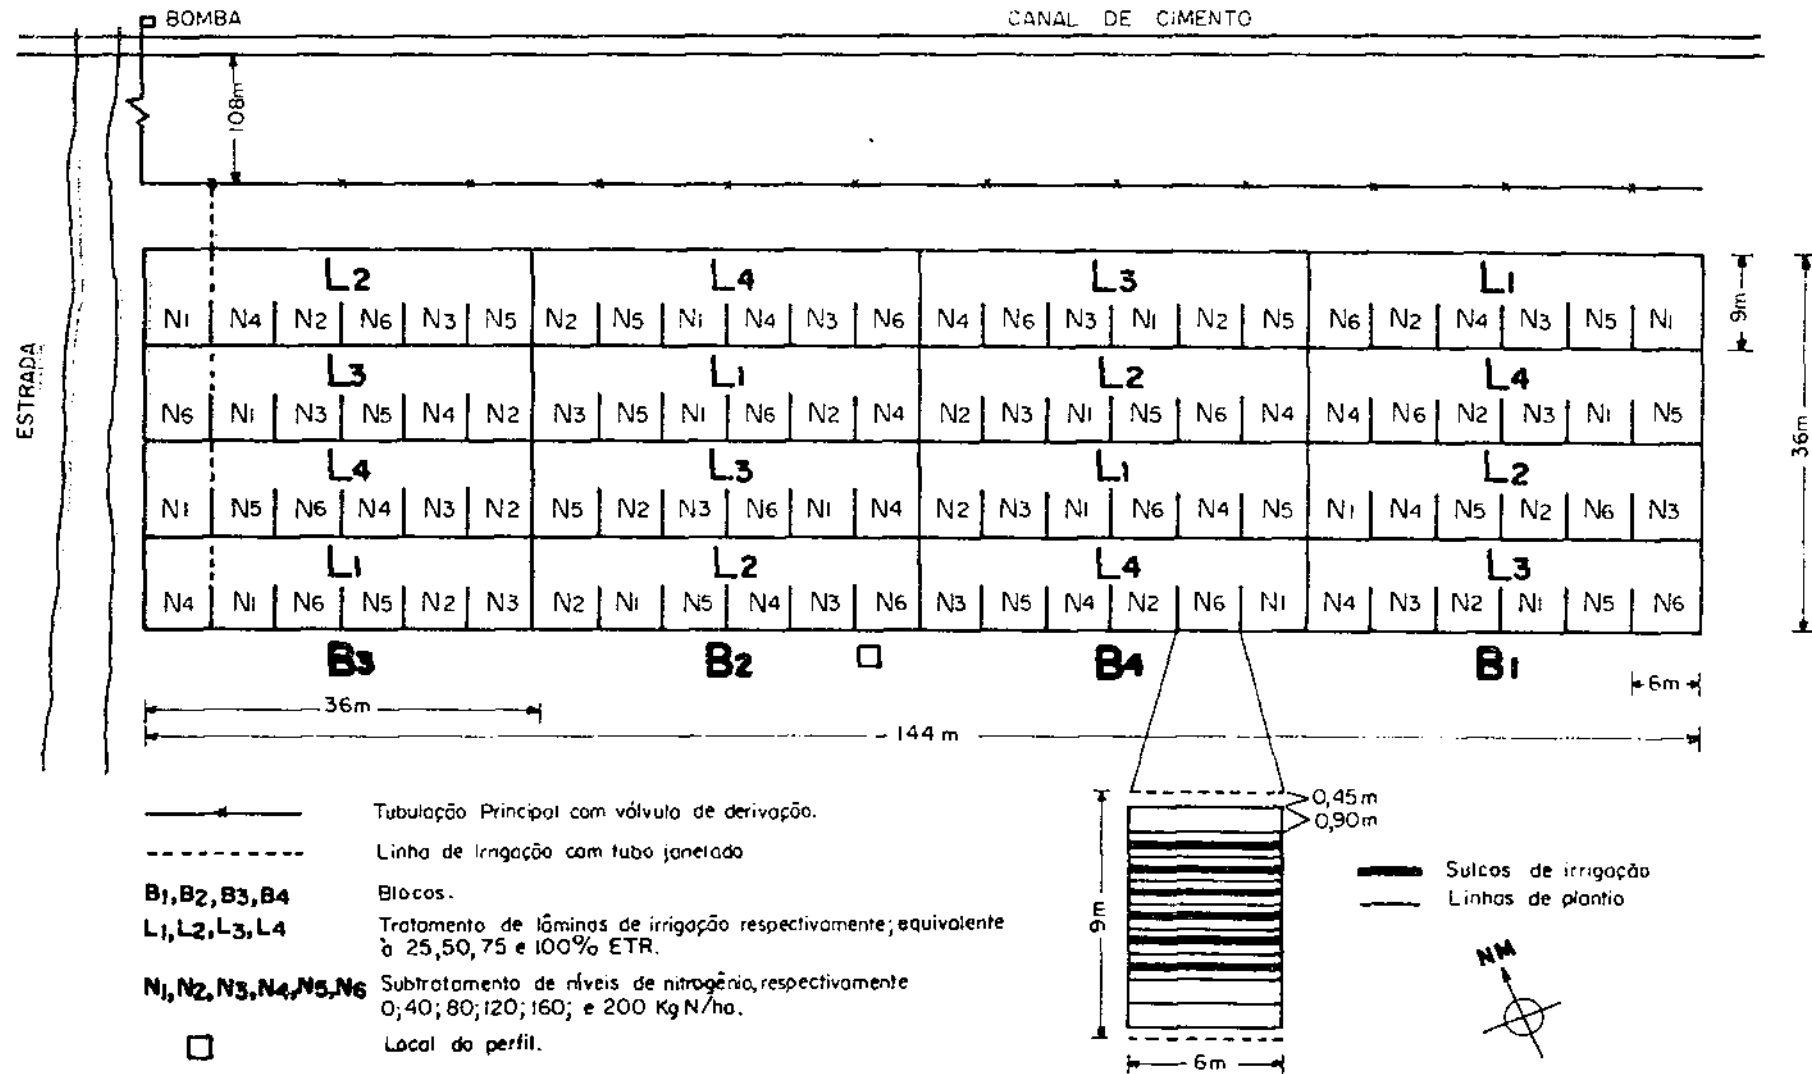 BOMBA
CANAL DE CIMENTO
108m
ESTRADA
L2 L4 L3 L1
N1 N4 N2 N6 N3 N5 N2 N5 N1 N4 N3 N6 N4 N6 N3 N1 N2 N5 N6 N2 N4 N3 N5 N1
9m
L3 L1 L2 L4
N6 N1 N3 N5 N4 N2 N3 N5 N1 N6 N2 N4 N2 N3 N1 N5 N6 N4 N4 N6 N2 N3 N1 N5
36m
L4 L3 L1 L2
N1 N5 N6 N4 N3 N2 N5 N2 N3 N6 N1 N4 N2 N3 N1 N6 N4 N5 N1 N4 N5 N2 N6 N3
L1 L2 L4 L3
N4 N1 N6 N5 N2 N3 N2 N1 N5 N4 N3 N6 N3 N5 N4 N2 N6 N1 N4 N3 N2 N1 N5 N6
B3 B2 B4 B1
6m
36m
144 m
Tubulação Principal com vólvulo de derivação.
Linha de Irrigação com tubo janelado
B1, B2, B3, B4 Blocos.
L1, L2, L3, L4 Tratamento de lâminas de irrigação respectivamente; equivalente
à 25, 50, 75 e 100% ETR.
N1, N2, N3, N4, N5, N6 Subtratamento de níveis de nitrogênio, respectivamente
0; 40; 80; 120; 160; e 200 Kg N/ha.
Local do perfil.
0,45m
0,90m
9m
6m
Sulcos de irrigação
Linhas de plantio
NM